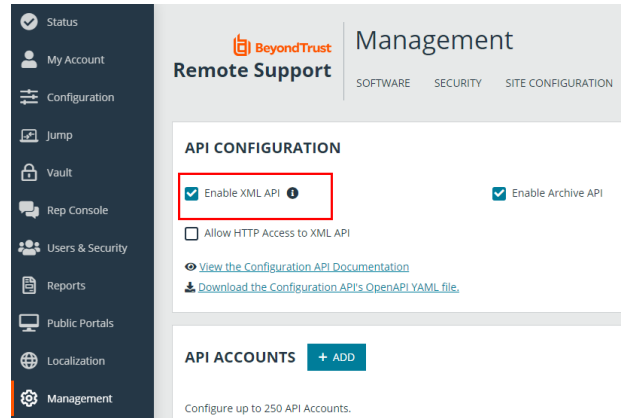 Status
My Account
Configuration
Jump
Vault
Rep Console
Users & Security
Reports
Public Portals
Localization
Management
BeyondTrust
Remote Support
Management
SOFTWARE SECURITY SITE CONFIGURATION
API CONFIGURATION
Enable XML API Enable Archive API
Allow HTTP Access to XML API
View the Configuration API Documentation
Download the Configuration API's OpenAPI YAML file.
API ACCOUNTS + ADD
Configure up to 250 API Accounts.